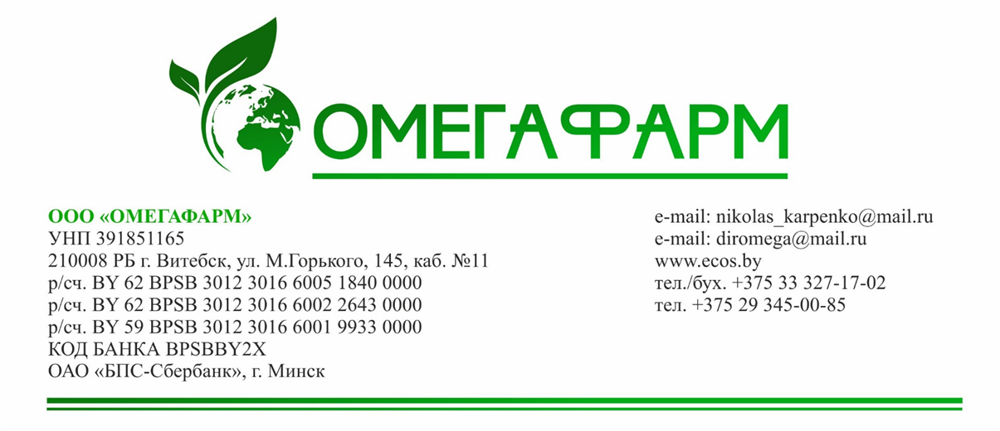 ОМЕГАФАРМ
ООО «ОМЕГАФАРМ»
УНП 391851165
210008 РБ г. Витебск, ул. М.Горького, 145, каб. №11
р/сч. BY 62 BPSB 3012 3016 6005 1840 0000
р/сч. BY 62 BPSB 3012 3016 6002 2643 0000
р/сч. BY 59 BPSB 3012 3016 6001 9933 0000
КОД БАНКА BPSBBY2X
ОАО «БПС-Сбербанк», г. Минск
e-mail: nikolas_karpenko@mail.ru
e-mail: diromega@mail.ru
www.ecos.by
тел./бух. +375 33 327-17-02
тел. +375 29 345-00-85